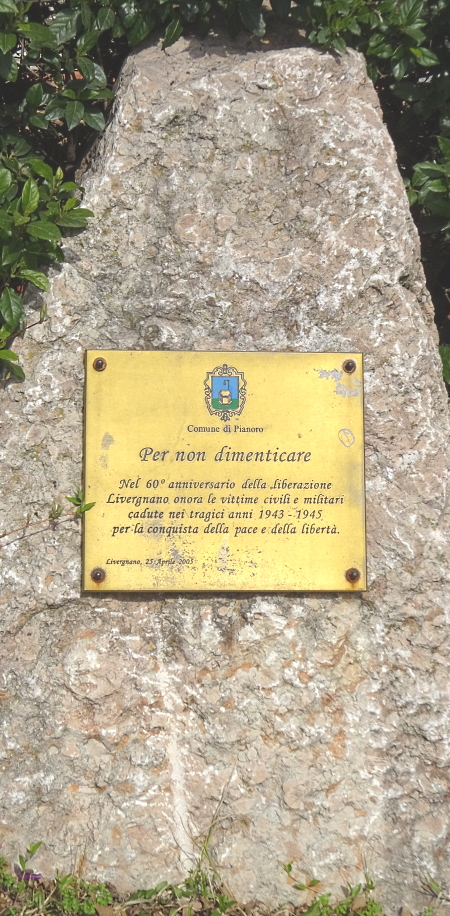 Comune di Pianoro
Per non dimenticare
Nel 60° anniversario della liberazione
Livergnano onora le vittime civili e militari
cadute nei tragici anni 1943 - 1945
per la conquista della pace e della libertà.
Livergnano, 25 Aprile 2005